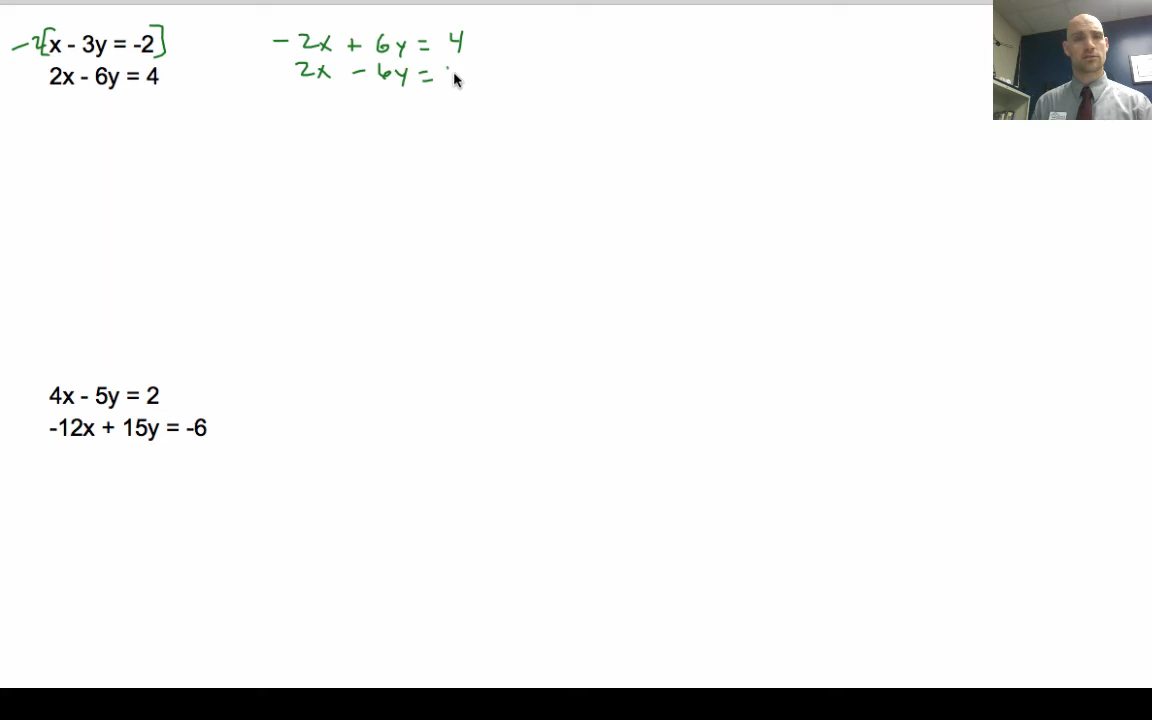 -2[x - 3y = -2]
2x - 6y = 4
-2x + 6y = 4
2x - 6y =
4x - 5y = 2
-12x + 15y = -6